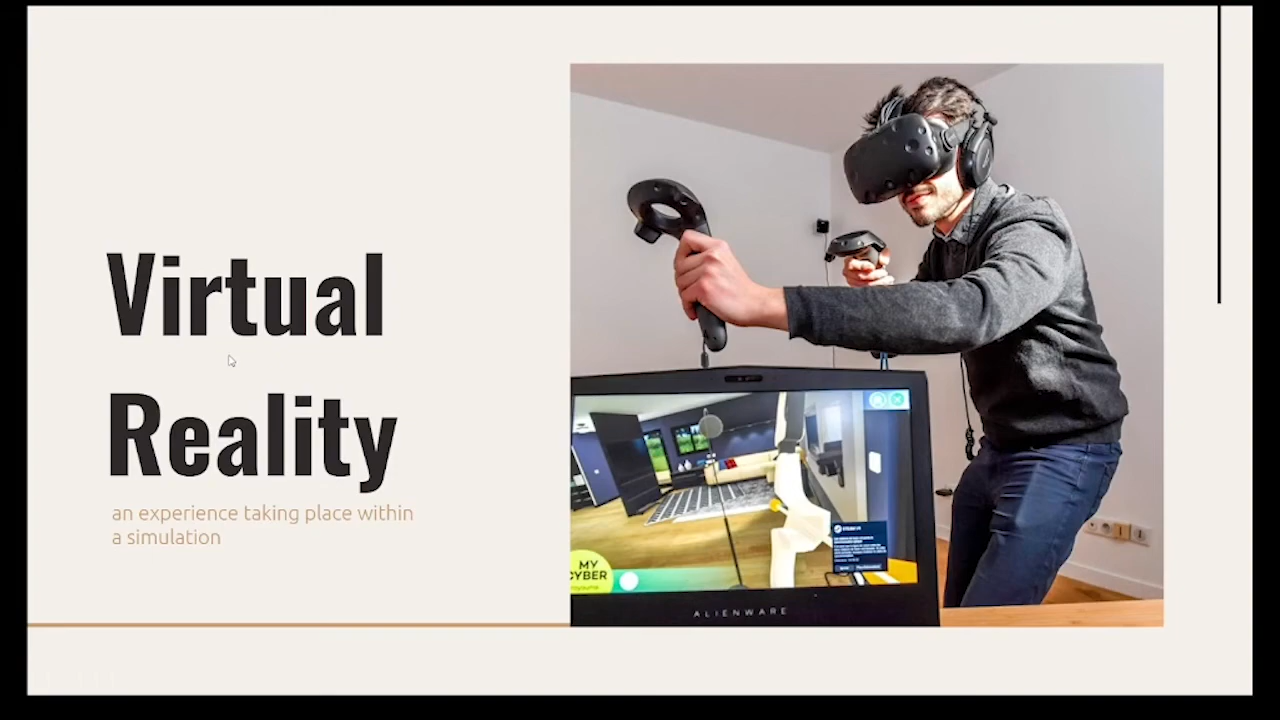 Virtual
Reality
an experience taking place within
a simulation
MY
CYBER
ALIENWARE